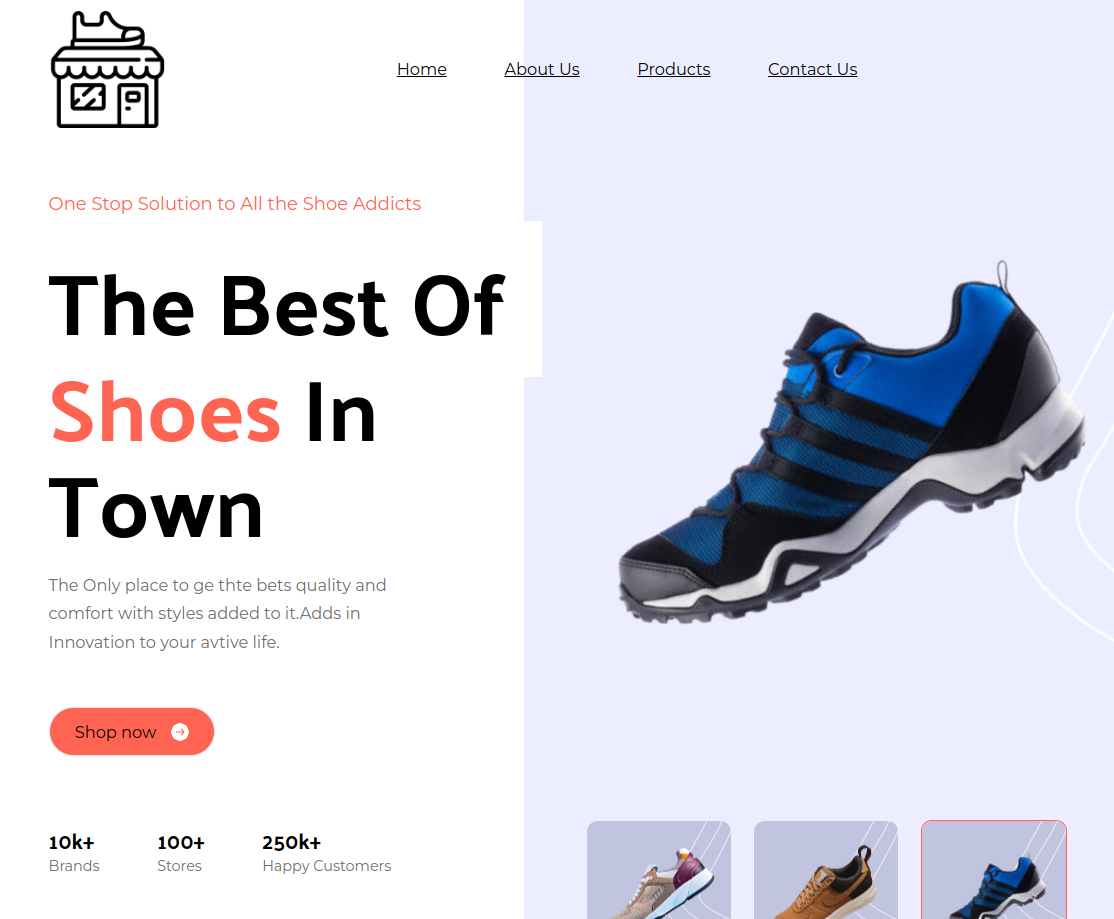 Home About Us Products Contact Us
One Stop Solution to All the Shoe Addicts
The Best Of
Shoes In
Town
The Only place to ge thte bets quality and
comfort with styles added to it.Adds in
Innovation to your avtive life.
Shop now
10k+ 100+ 250k+
Brands Stores Happy Customers